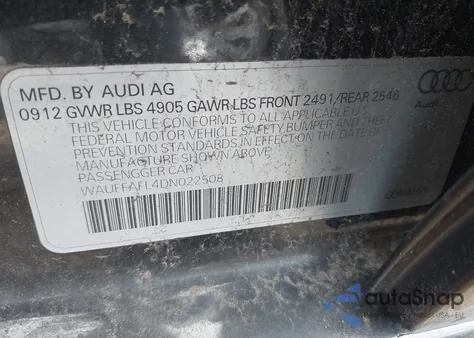 MFD. BY AUDI AG
0912 GVWR LBS 4905 GAWR LBS FRONT 2491/REAR 2546
THIS VEHICLE CONFORMS TO ALL APPLICABLE U.S.
FEDERAL MOTOR VEHICLE SAFETY BUMPER AND THEFT
PREVENTION STANDARDS IN EFFECT ON THE DATE OF
MANUFACTURE SHOWN ABOVE.
PASSENGER CAR
WAUFFAFL4DN022508
Audi
autoSnap